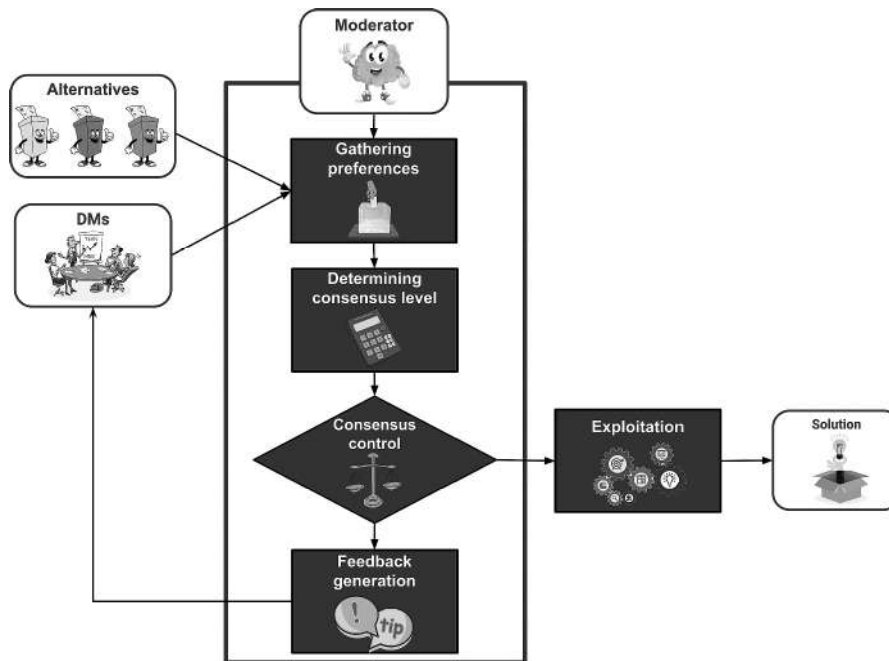 Moderator
Alternatives
Gathering
preferences
DMs
Determining
consensus level
Consensus
control
Exploitation
Solution
Feedback
generation
!
tip